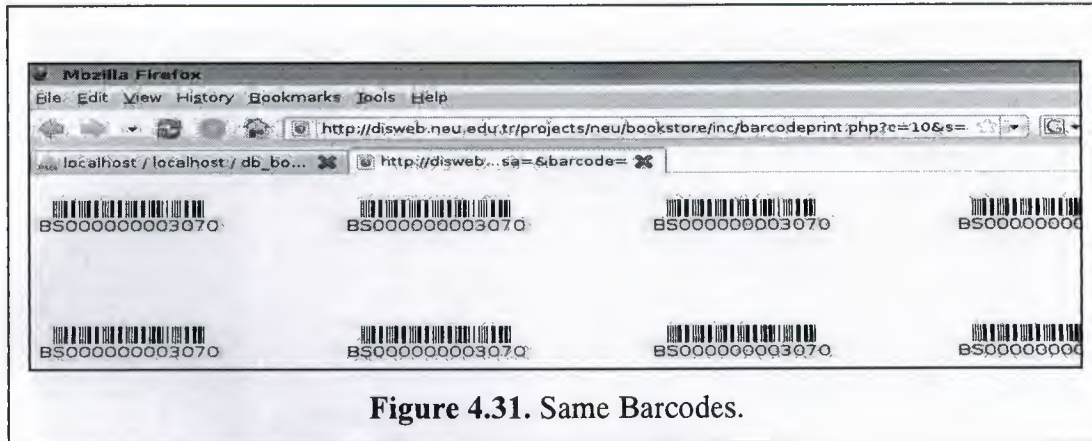 Mozilla Firefox
File Edit View History Bookmarks Tools Help
http://disweb.neu.edu.tr/projects/neu/bookstore/inc/barcodeprint.php?c=10&s=
localhost / localhost / db_bo... http://disweb...sa=&barcode=
BS000000003070 BS000000003070 BS000000003070 BS00000000
BS000000003070 BS000000003070 BS000000003070 BS00000000
Figure 4.31. Same Barcodes.